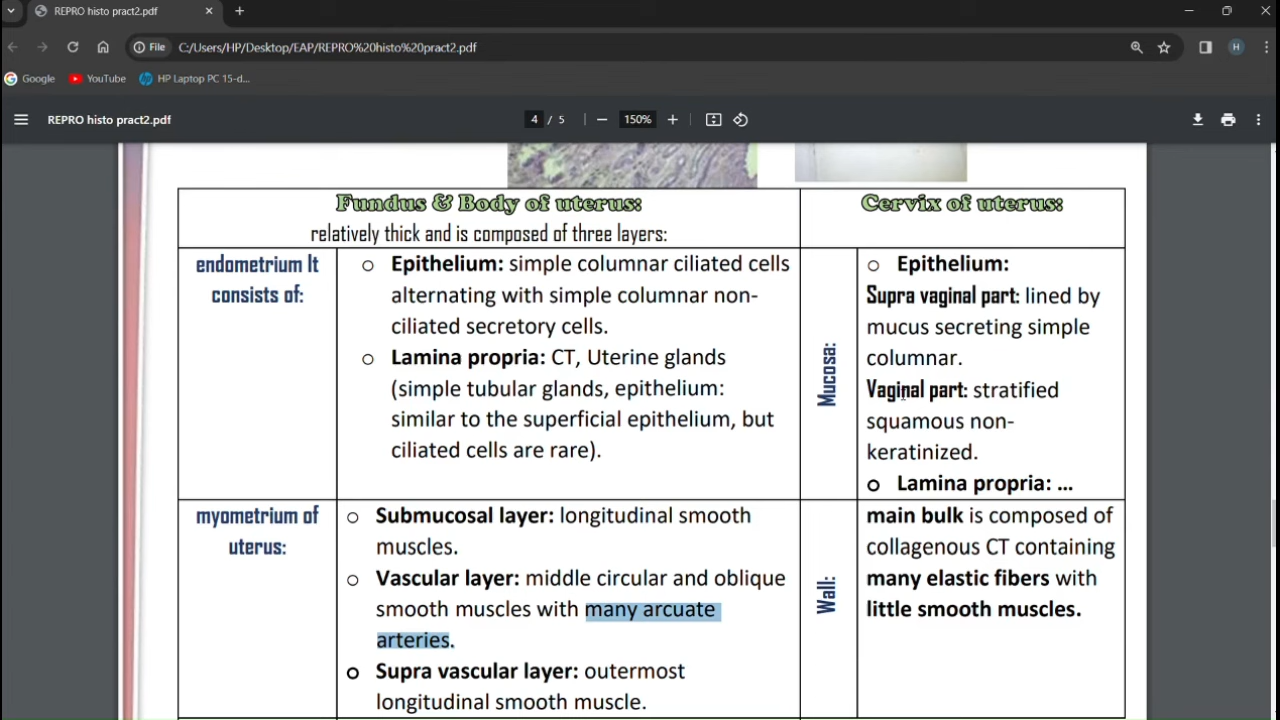 REPRO histo pract2.pdf
File C:/Users/HP/Desktop/EAP/REPRO%20histo%20pract2.pdf
H
Google YouTube HP Laptop PC 15-d...
REPRO histo pract2.pdf 4 / 5 150%
Fundus & Body of uterus:
relatively thick and is composed of three layers:
Cervix of uterus:
endometrium It
consists of:
Epithelium: simple columnar ciliated cells
alternating with simple columnar non-
ciliated secretory cells.
Lamina propria: CT, Uterine glands
(simple tubular glands, epithelium:
similar to the superficial epithelium, but
ciliated cells are rare).
Mucosa:
Epithelium:
Supra vaginal part: lined by
mucus secreting simple
columnar.
Vaginal part: stratified
squamous non-
keratinized.
Lamina propria: ...
myometrium of
uterus:
Submucosal layer: longitudinal smooth
muscles.
Vascular layer: middle circular and oblique
smooth muscles with many arcuate
arteries.
Supra vascular layer: outermost
longitudinal smooth muscle.
Wall:
main bulk is composed of
collagenous CT containing
many elastic fibers with
little smooth muscles.